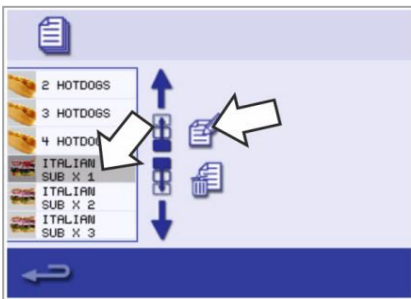 2 HOTDOGS
3 HOTDOGS
4 HOTDO
ITALIAN
SUB X 1
ITALIAN
SUB X 2
ITALIAN
SUB X 3